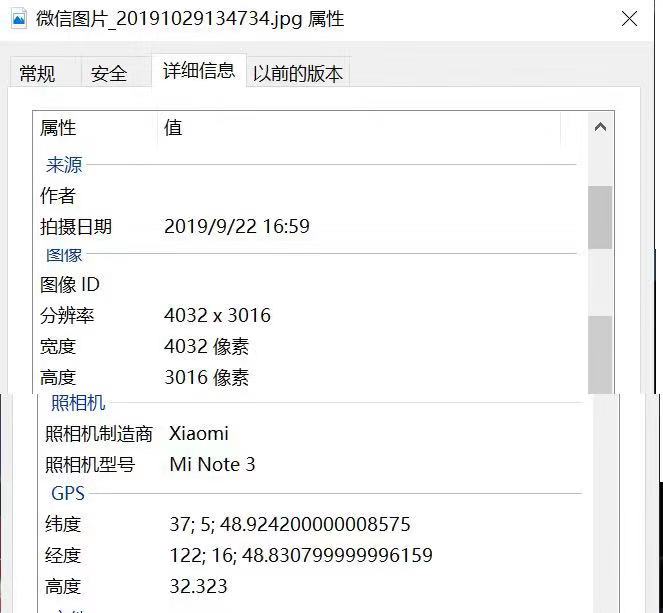 微信图片_20191029134734.jpg 属性
常规 安全 详细信息 以前的版本
属性 值
来源
作者
拍摄日期 2019/9/22 16:59
图像
图像 ID
分辨率 4032 x 3016
宽度 4032 像素
高度 3016 像素
照相机
照相机制造商 Xiaomi
照相机型号 Mi Note 3
GPS
纬度 37; 5; 48.924200000008575
经度 122; 16; 48.830799999996159
高度 32.323